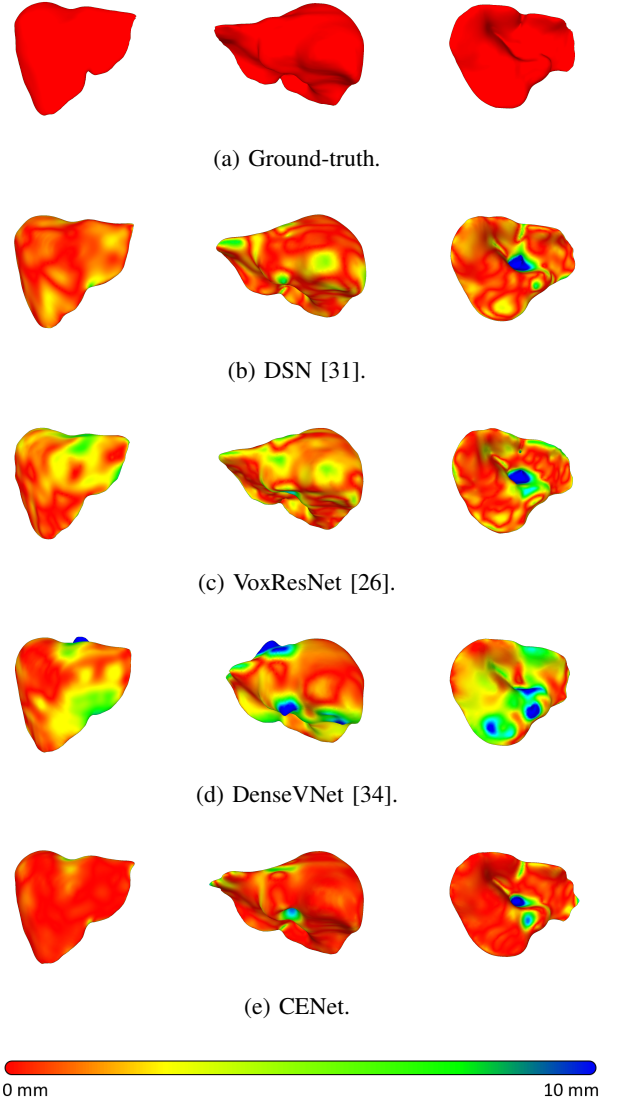 (a) Ground-truth.
(b) DSN [31].
(c) VoxResNet [26].
(d) DenseVNet [34].
(e) CENet.
0 mm 10 mm